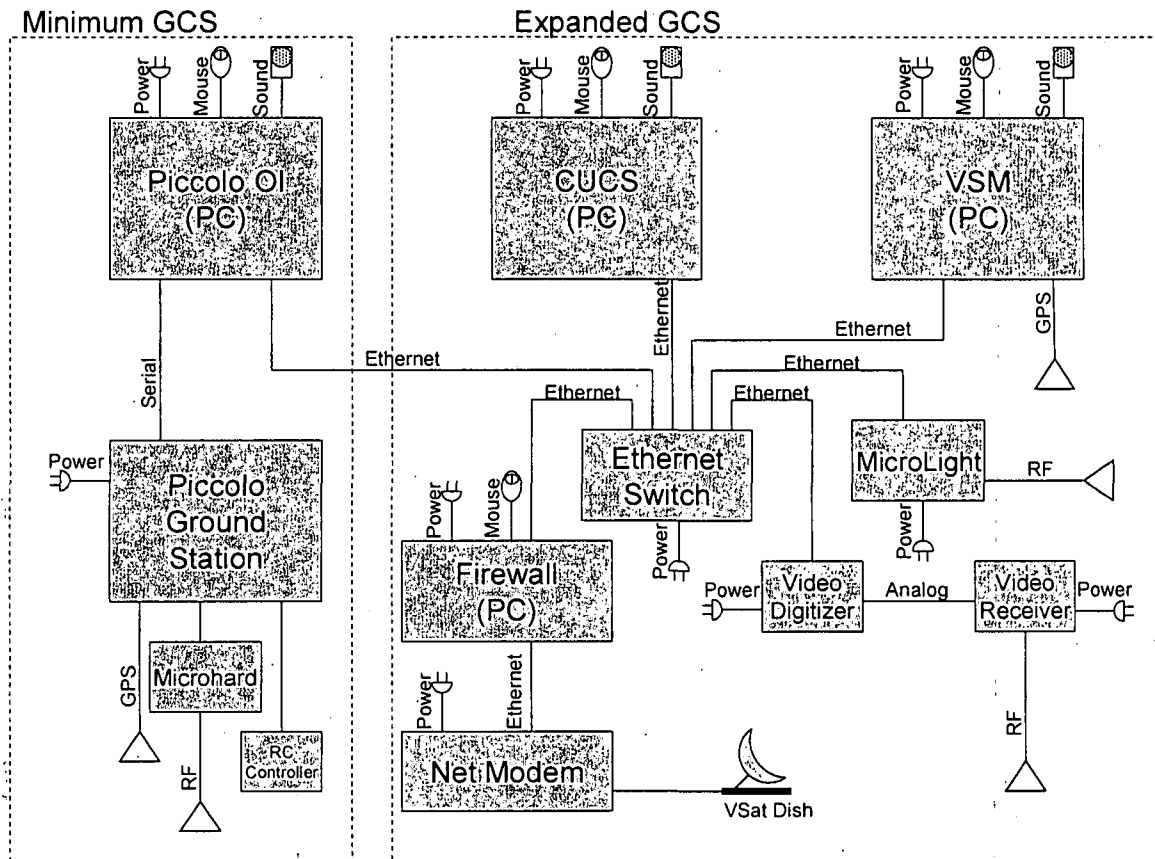 Minimum GCS
Expanded GCS
Power
Mouse
Sound
Power
Mouse
Sound
Power
Mouse
Sound
Piccolo OI
(PC)
CUCS
(PC)
VSM
(PC)
Serial
Ethernet
Ethernet
Ethernet
GPS
Ethernet
Ethernet
Ethernet
Power
Piccolo
Ground
Station
Ethernet
Switch
MicroLight
RF
Power
Mouse
Power
Power
Firewall
(PC)
Power
Video
Digitizer
Analog
Video
Receiver
Power
GPS
Microhard
Power
Ethernet
RF
RF
RC
Controller
Net Modem
VSat Dish